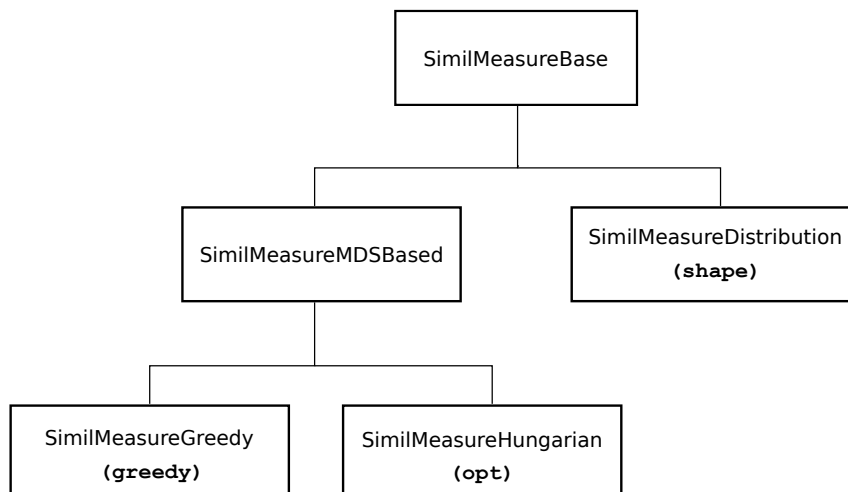 SimilMeasureBase
SimilMeasureMDSBased
SimilMeasureDistribution
(shape)
SimilMeasureGreedy
(greedy)
SimilMeasureHungarian
(opt)